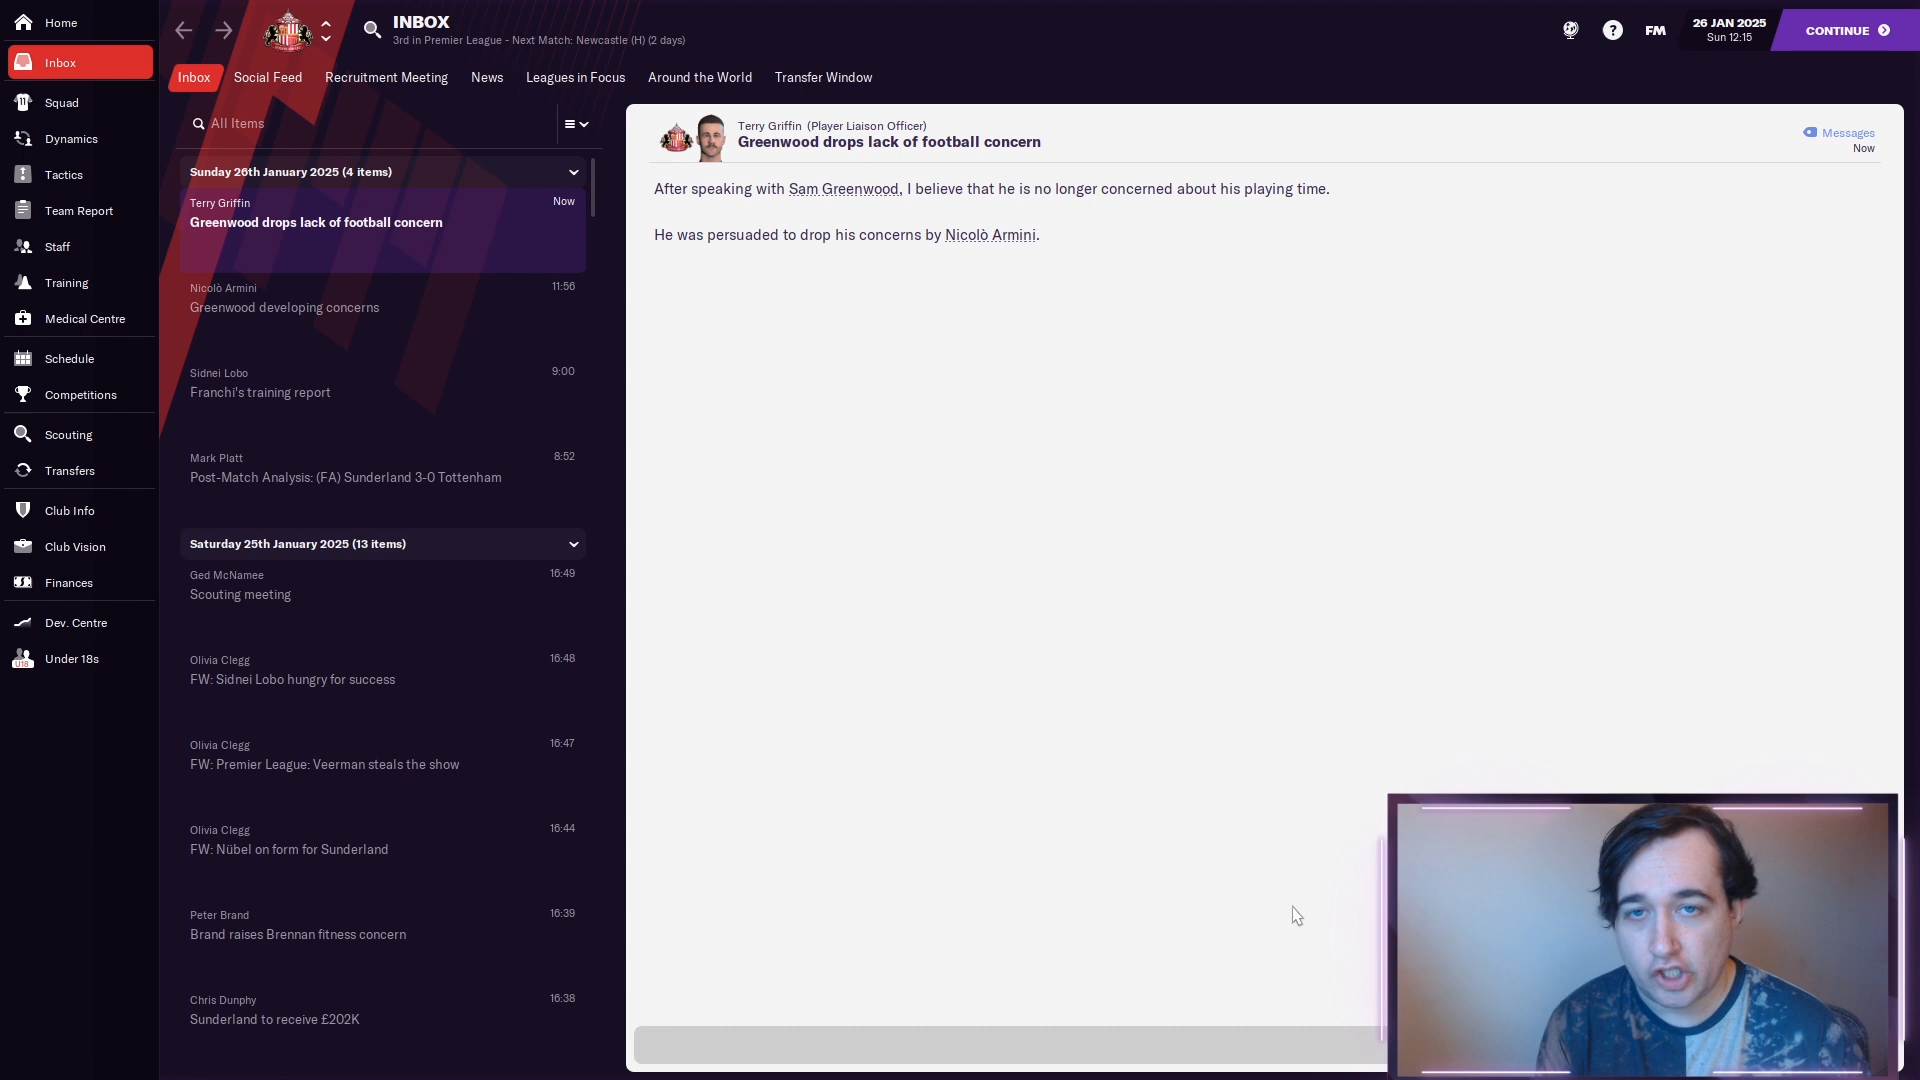 Home
Inbox
Squad
Dynamics
Tactics
Team Report
Staff
Training
Medical Centre
Schedule
Competitions
Scouting
Transfers
Club Info
Club Vision
Finances
Dev. Centre
U18
Under 18s
INBOX
3rd in Premier League - Next Match: Newcastle (H) (2 days)
FM
26 JAN 2025
Sun 12:15
CONTINUE
Inbox
Social Feed
Recruitment Meeting
News
Leagues in Focus
Around the World
Transfer Window
All Items
Sunday 26th January 2025 (4 items)
Terry Griffin
Now
Greenwood drops lack of football concern
Nicolò Armini
11:56
Greenwood developing concerns
Sidnei Lobo
9:00
Franchi's training report
Mark Platt
8:52
Post-Match Analysis: (FA) Sunderland 3-0 Tottenham
Saturday 25th January 2025 (13 items)
Ged McNamee
16:49
Scouting meeting
Olivia Clegg
16:48
FW: Sidnei Lobo hungry for success
Olivia Clegg
16:47
FW: Premier League: Veerman steals the show
Olivia Clegg
16:44
FW: Nübel on form for Sunderland
Peter Brand
16:39
Brand raises Brennan fitness concern
Chris Dunphy
16:38
Sunderland to receive £202K
Terry Griffin (Player Liaison Officer)
Greenwood drops lack of football concern
Messages
Now
After speaking with Sam Greenwood, I believe that he is no longer concerned about his playing time.
He was persuaded to drop his concerns by Nicolò Armini.